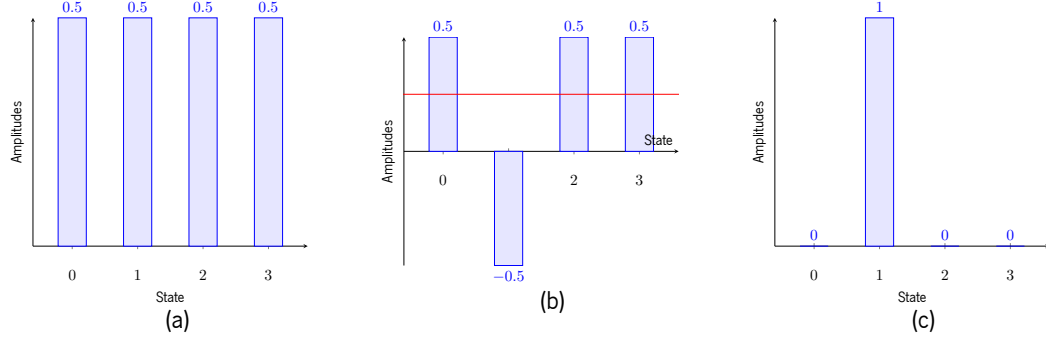 0.5 0.5 0.5 0.5
Amplitudes
0 1 2 3
State
(a)
0.5 0.5 0.5
Amplitudes
State
0 2 3
−0.5
(b)
1
Amplitudes
0 0 0
0 1 2 3
State
(c)